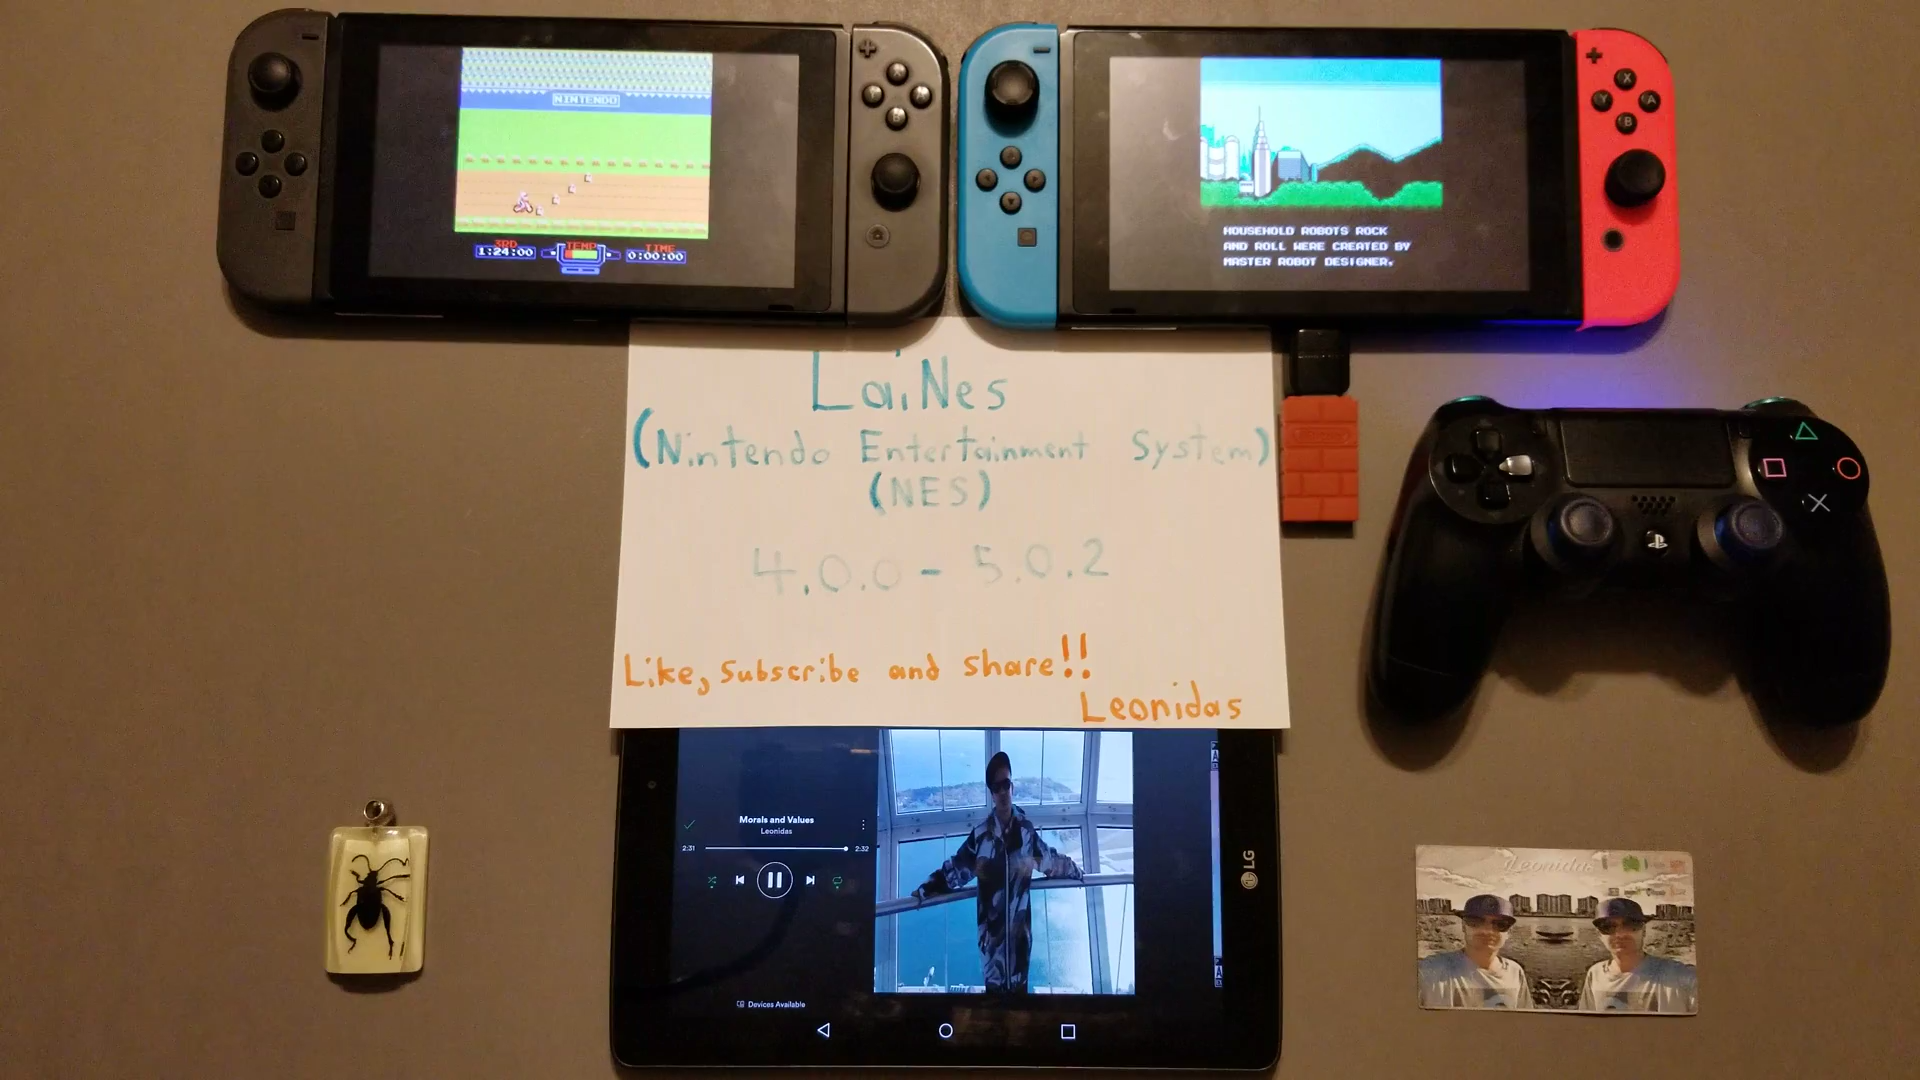 NINTENDO
3RD TEMP TIME
1:24:00 0:00:00
HOUSEHOLD ROBOTS ROCK
AND ROLL WERE CREATED BY
MASTER ROBOT DESIGNER,
X
Y A
B
LaiNes
(Nintendo Entertainment System)
(NES)
4.0.0 - 5.0.2
Like, Subscribe and share!!
Leonidas
Morals and Values
Leonidas
2:31 2:32
Devices Available
LG
Leonidas